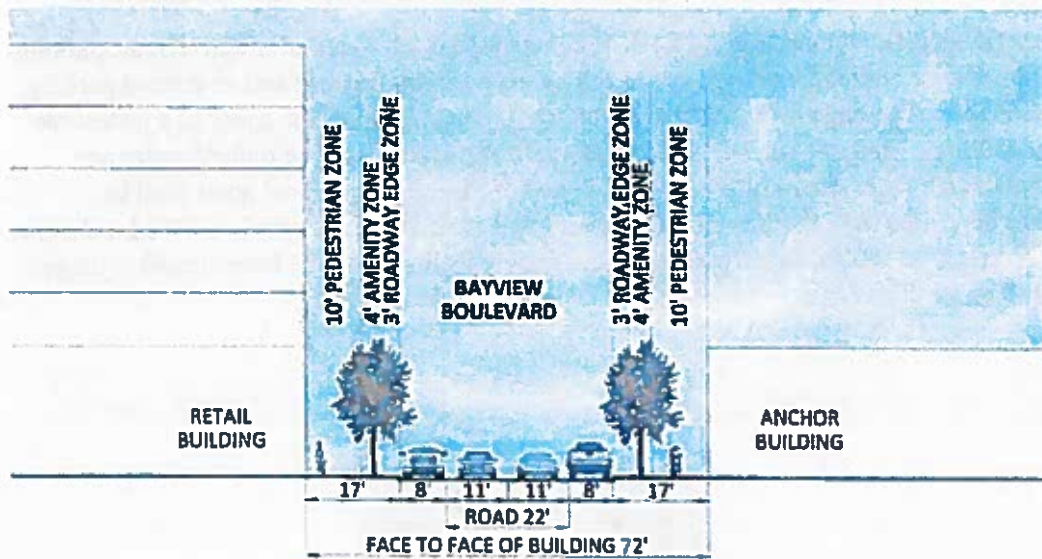 10' PEDESTRIAN ZONE
4' AMENITY ZONE
3' ROADWAY EDGE ZONE
BAYVIEW
BOULEVARD
3' ROADWAY EDGE ZONE
4' AMENITY ZONE
10' PEDESTRIAN ZONE
RETAIL
BUILDING
ANCHOR
BUILDING
17' 8' 11' 11' 8' 17'
ROAD 22'
FACE TO FACE OF BUILDING 72'